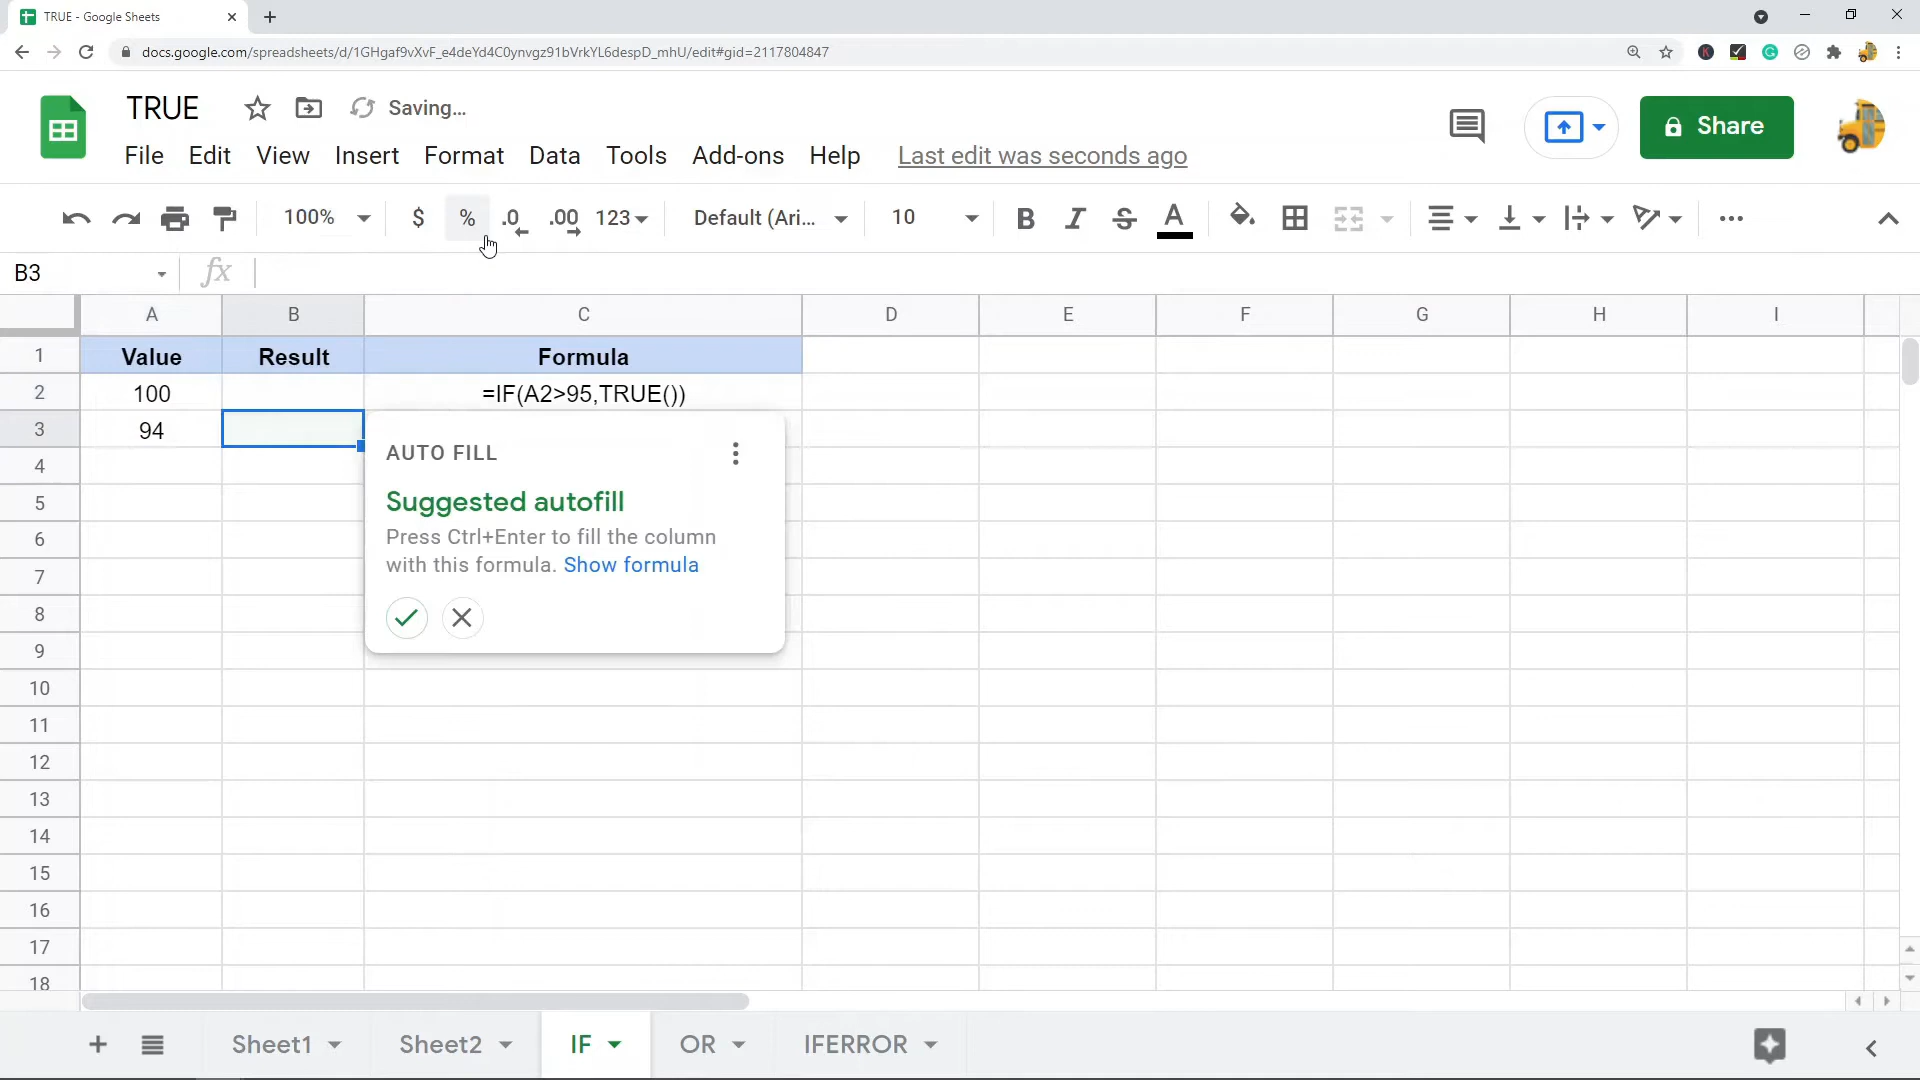 TRUE - Google Sheets
docs.google.com/spreadsheets/d/1GHgaf9vXvF_e4deYd4C0ynvgz91bVrkYL6despD_mhU/edit#gid=2117804847
TRUE
Saving...
Share
File Edit View Insert Format Data Tools Add-ons Help Last edit was seconds ago
100% $ % .0 .00 123 Default (Ari... 10 B I S A
B3 fx
A B C D E F G H I
1 Value Result Formula
2 100 =IF(A2>95,TRUE())
3 94
AUTO FILL
4
Suggested autofill
5
Press Ctrl+Enter to fill the column
6
with this formula. Show formula
7
8
9
10
11
12
13
14
15
16
17
18
Sheet1 Sheet2 IF OR IFERROR